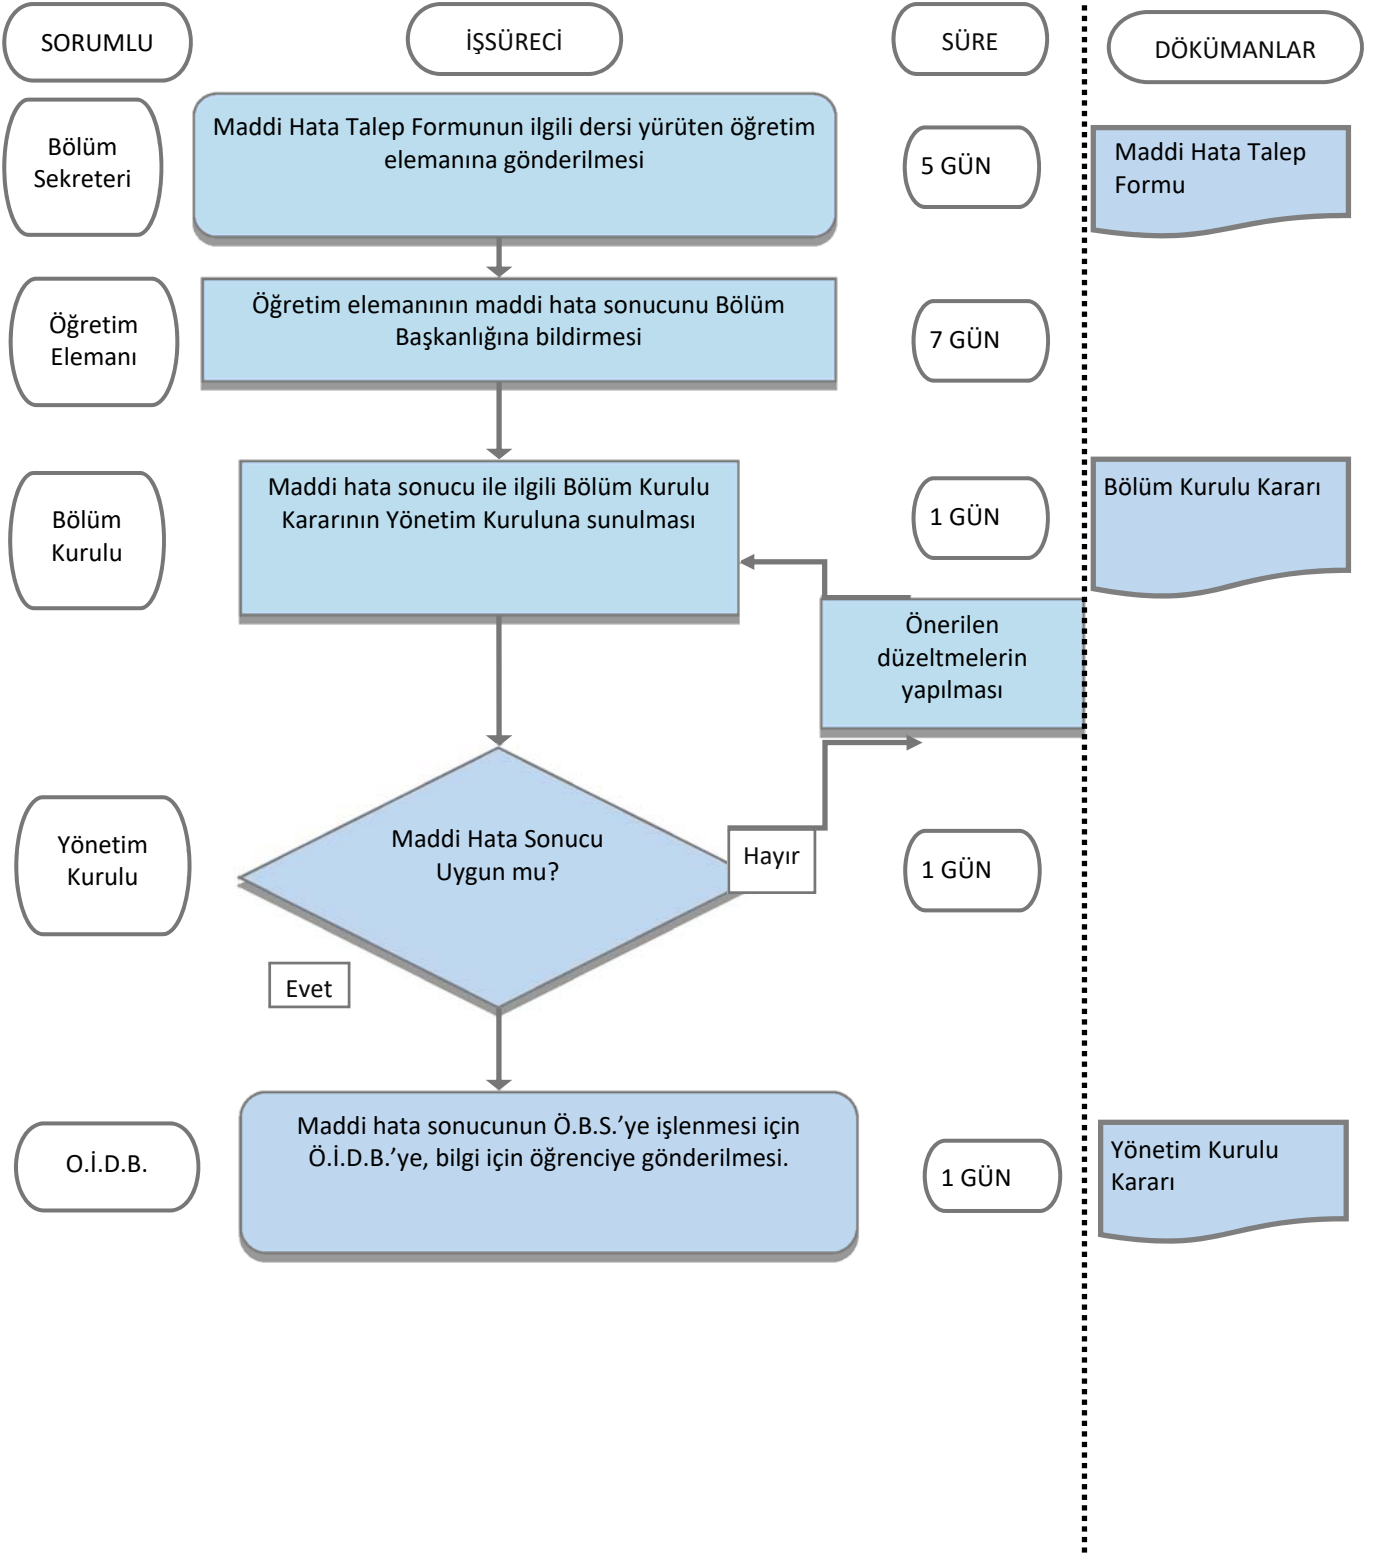 SORUMLU
İŞSÜRECİ
SÜRE
DÖKÜMANLAR
Bölüm
Sekreteri
Maddi Hata Talep Formunun ilgili dersi yürüten öğretim
elemanına gönderilmesi
5 GÜN
Maddi Hata Talep
Formu
Öğretim
Elemanı
Öğretim elemanının maddi hata sonucunu Bölüm
Başkanlığına bildirmesi
7 GÜN
Bölüm
Kurulu
Maddi hata sonucu ile ilgili Bölüm Kurulu
Kararının Yönetim Kuruluna sunulması
1 GÜN
Bölüm Kurulu Kararı
Önerilen
düzeltmelerin
yapılması
Yönetim
Kurulu
Maddi Hata Sonucu
Uygun mu?
Hayır
1 GÜN
Evet
O.İ.D.B.
Maddi hata sonucunun Ö.B.S.’ye işlenmesi için
Ö.İ.D.B.’ye, bilgi için öğrenciye gönderilmesi.
1 GÜN
Yönetim Kurulu
Kararı